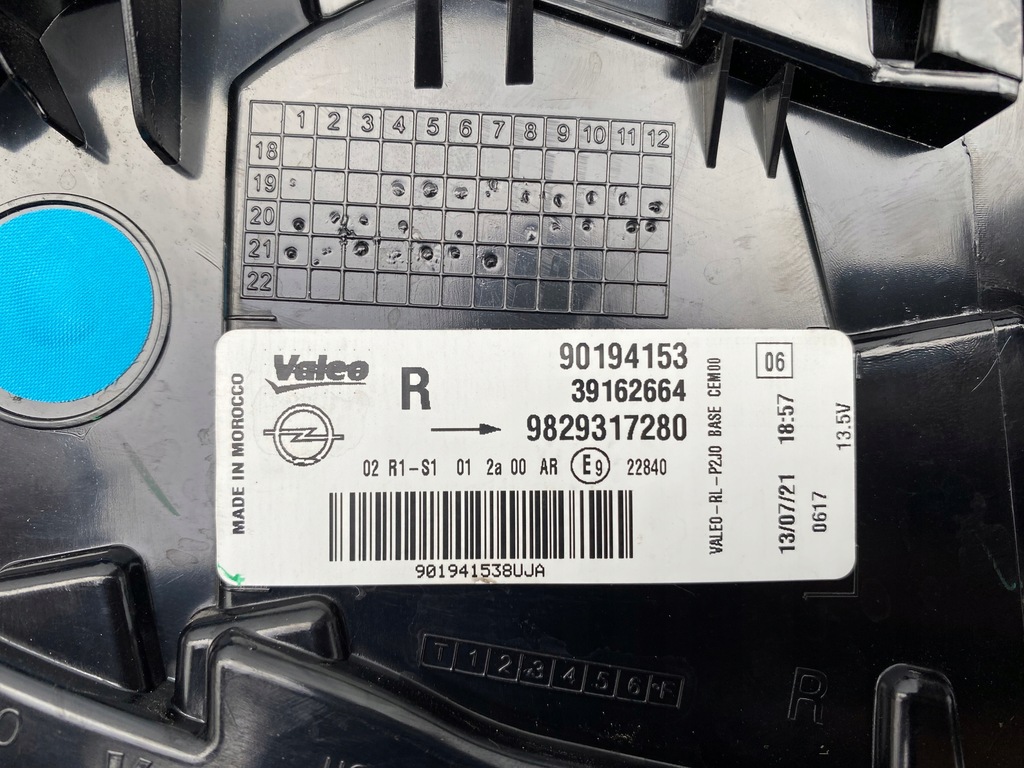 1 2 3 4 5 6 7 8 9 10 11 12
18
19
20
21
22
MADE IN MOROCCO
Valeo
R
90194153
39162664
9829317280
02 R1-S1 01 2a 00 AR E9 22840
901941538UJA
VALEO-RL-P2JO BASE CEM00
06
13/07/21 18:57
0617
13.5V
T 1 2 3 4 5 6 F
R